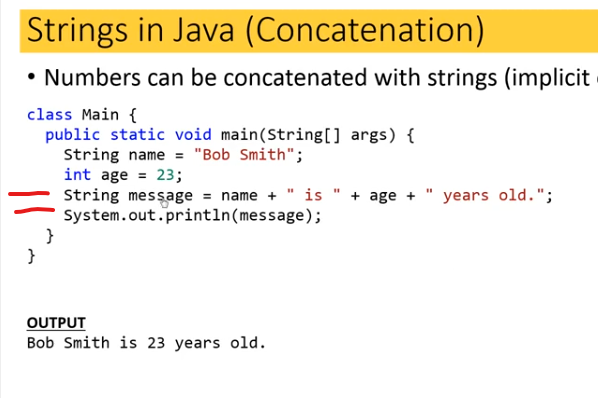 Strings in Java (Concatenation)
• Numbers can be concatenated with strings (implicit
class Main {
public static void main(String[] args) {
String name = "Bob Smith";
int age = 23;
String message = name + " is " + age + " years old.";
System.out.println(message);
}
}
OUTPUT
Bob Smith is 23 years old.